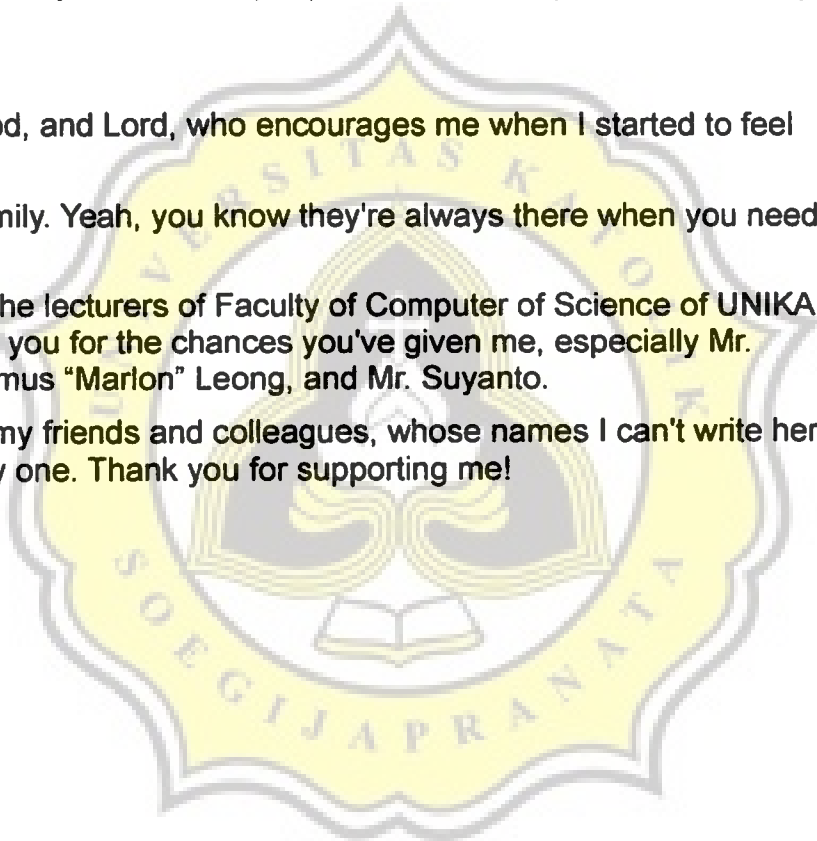 od, and Lord, who encourages me when I started to feel
mily. Yeah, you know they're always there when you need
he lecturers of Faculty of Computer of Science of UNIKA
you for the chances you've given me, especially Mr.
mus "Marlon" Leong, and Mr. Suyanto.
my friends and colleagues, whose names I can't write her
y one. Thank you for supporting me!
SITAS KATO IK
SOEGIJAPRANATA